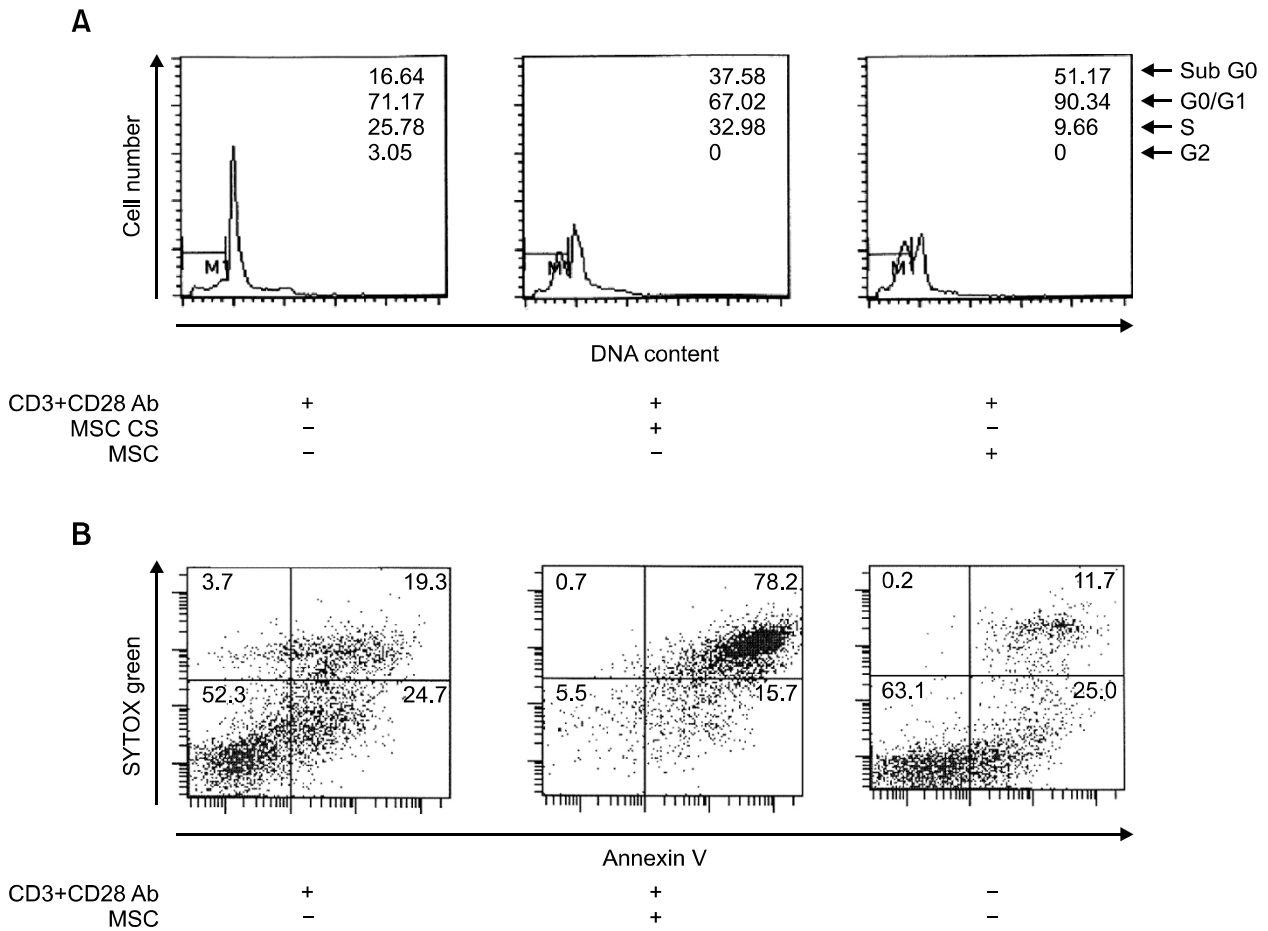 A
Cell number
16.64
71.17
25.78
3.05
M1
37.58
67.02
32.98
0
M1
51.17
90.34
9.66
0
M1
Sub G0
G0/G1
S
G2
DNA content
CD3+CD28 Ab + + +
MSC CS – + –
MSC – – +
B
SYTOX green
3.7 19.3
52.3 24.7
0.7 78.2
5.5 15.7
0.2 11.7
63.1 25.0
Annexin V
CD3+CD28 Ab + + –
MSC – + –